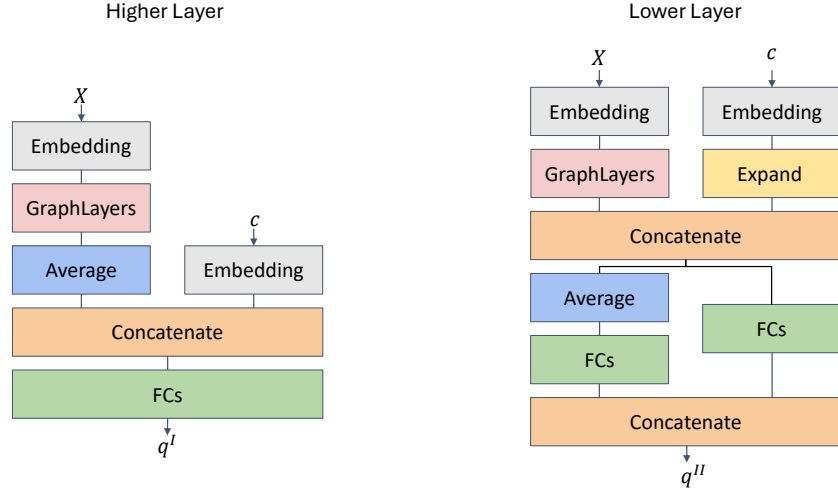 Higher Layer
X
Embedding
GraphLayers
c
Average
Embedding
Concatenate
FCs
q^I
Lower Layer
X
c
Embedding
Embedding
GraphLayers
Expand
Concatenate
Average
FCs
FCs
Concatenate
q^{II}